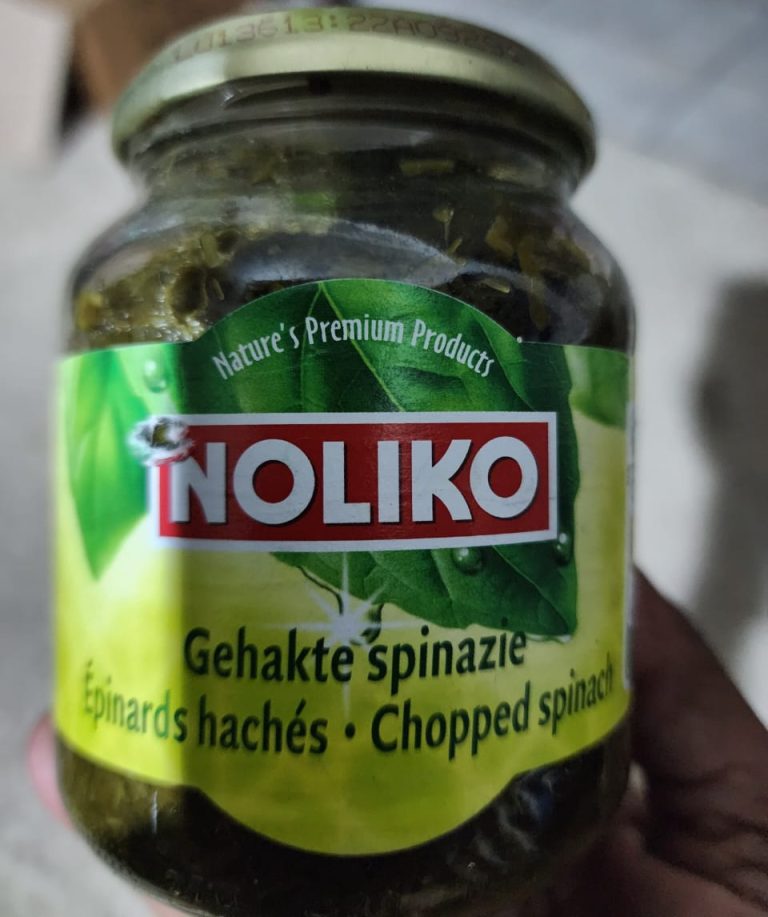 Nature's Premium Products
NOLIKO
Gehakte spinazie
Épinards hachés • Chopped spinach